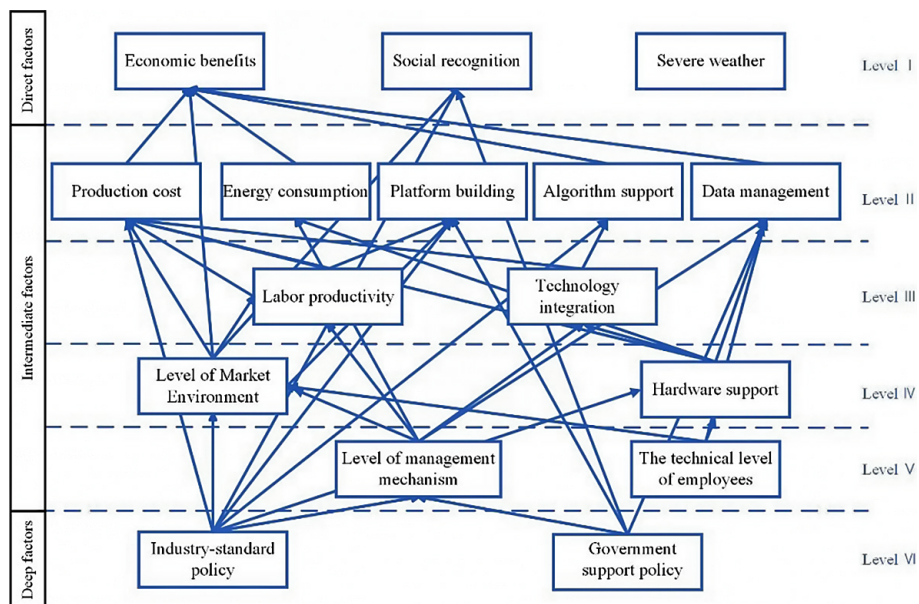 Direct factors
Economic benefits
Social recognition
Severe weather
Level I
Intermediate factors
Production cost
Energy consumption
Platform building
Algorithm support
Data management
Level II
Labor productivity
Technology
integration
Level III
Level of Market
Environment
Hardware support
Level IV
Level of management
mechanism
The technical level
of employees
Level V
Deep factors
Industry-standard
policy
Government
support policy
Level VI